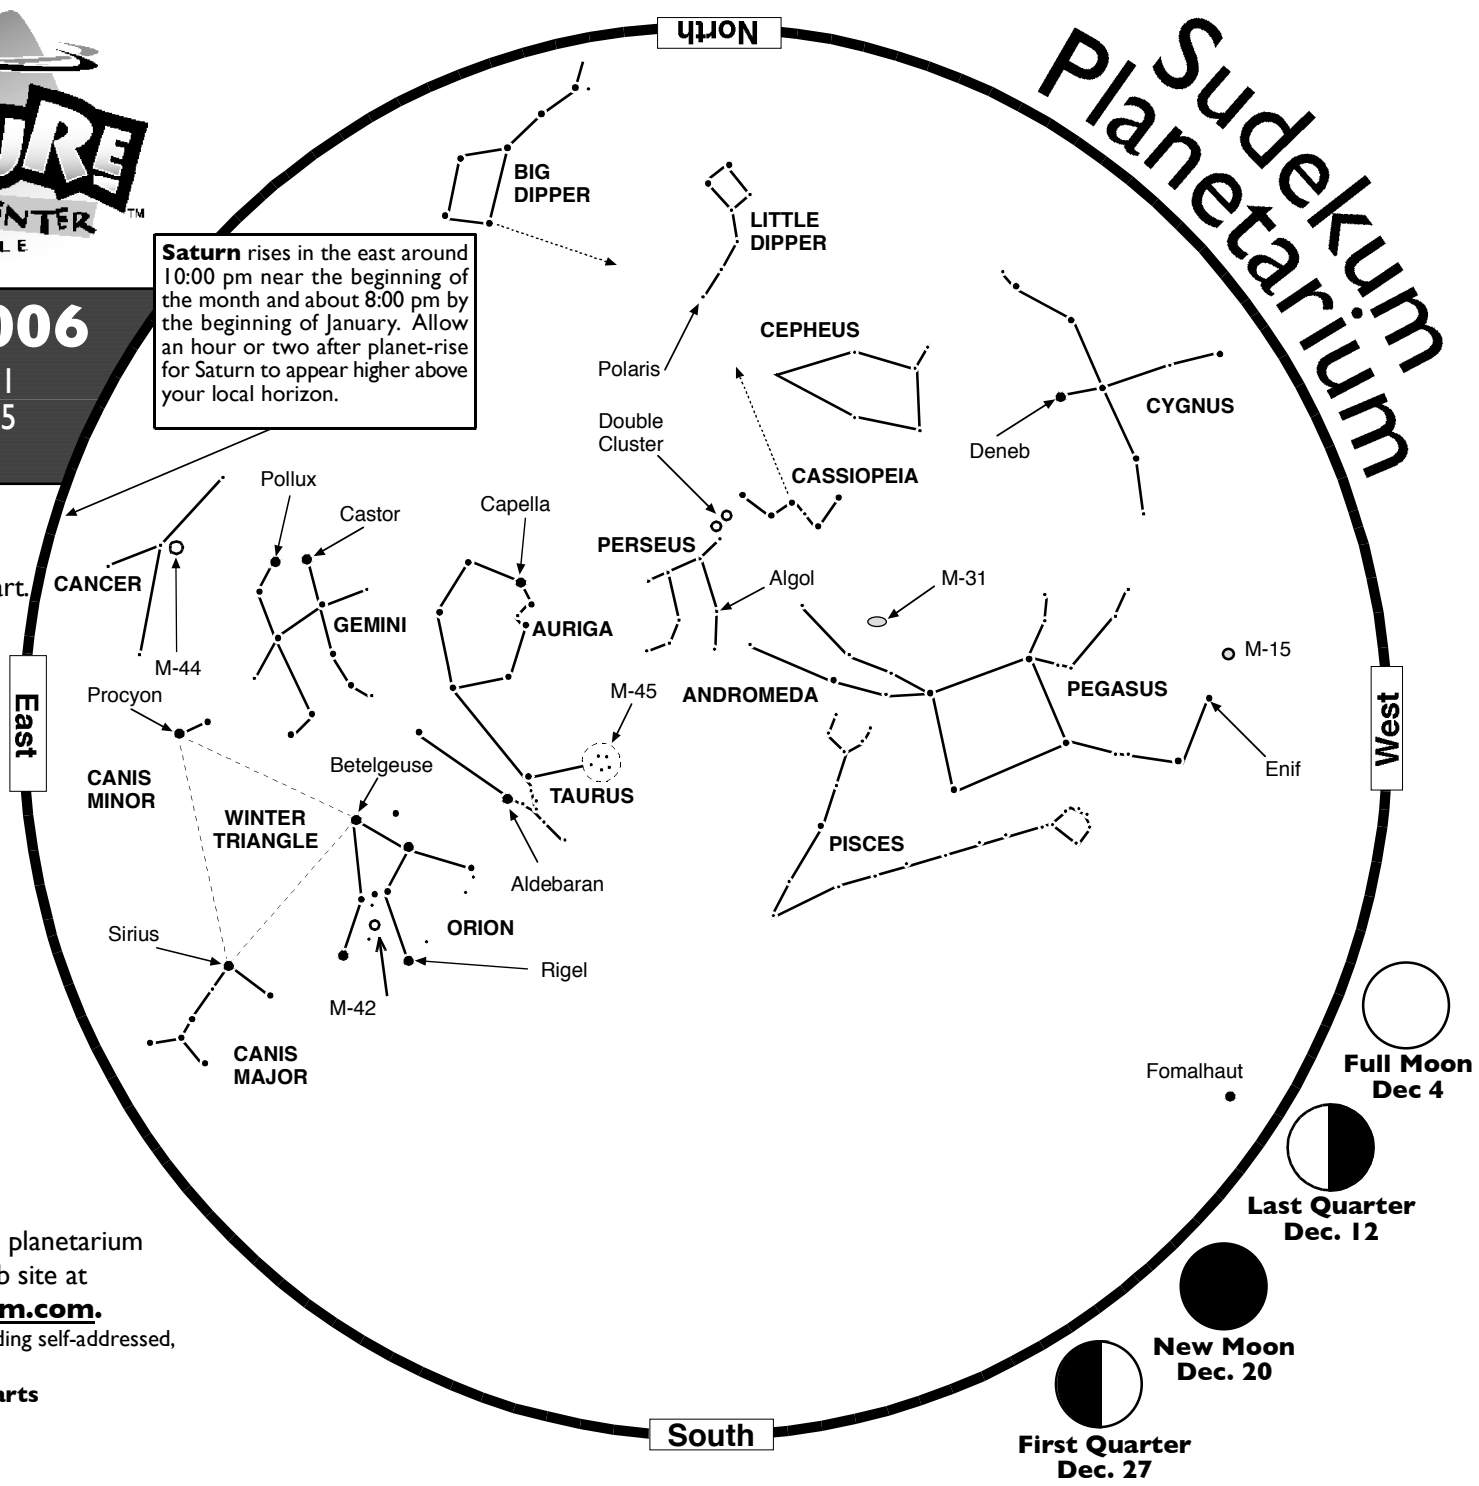 North
Sudekum
Planetarium
URE
ENTER
TM
L E
006
1
5
Saturn rises in the east around
10:00 pm near the beginning of
the month and about 8:00 pm by
the beginning of January. Allow
an hour or two after planet-rise
for Saturn to appear higher above
your local horizon.
BIG
DIPPER
LITTLE
DIPPER
CEPHEUS
Polaris
CYGNUS
Deneb
Double
Cluster
CASSIOPEIA
Pollux
Castor
Capella
PERSEUS
Algol
M-31
art.
CANCER
GEMINI
AURIGA
M-44
M-15
Procyon
M-45
ANDROMEDA
PEGASUS
East
West
Betelgeuse
Enif
CANIS
MINOR
TAURUS
WINTER
TRIANGLE
PISCES
Aldebaran
Sirius
ORION
Rigel
M-42
CANIS
MAJOR
Fomalhaut
Full Moon
Dec 4
Last Quarter
Dec. 12
New Moon
Dec. 20
First Quarter
Dec. 27
planetarium
b site at
m.com.
ding self-addressed,
arts
South